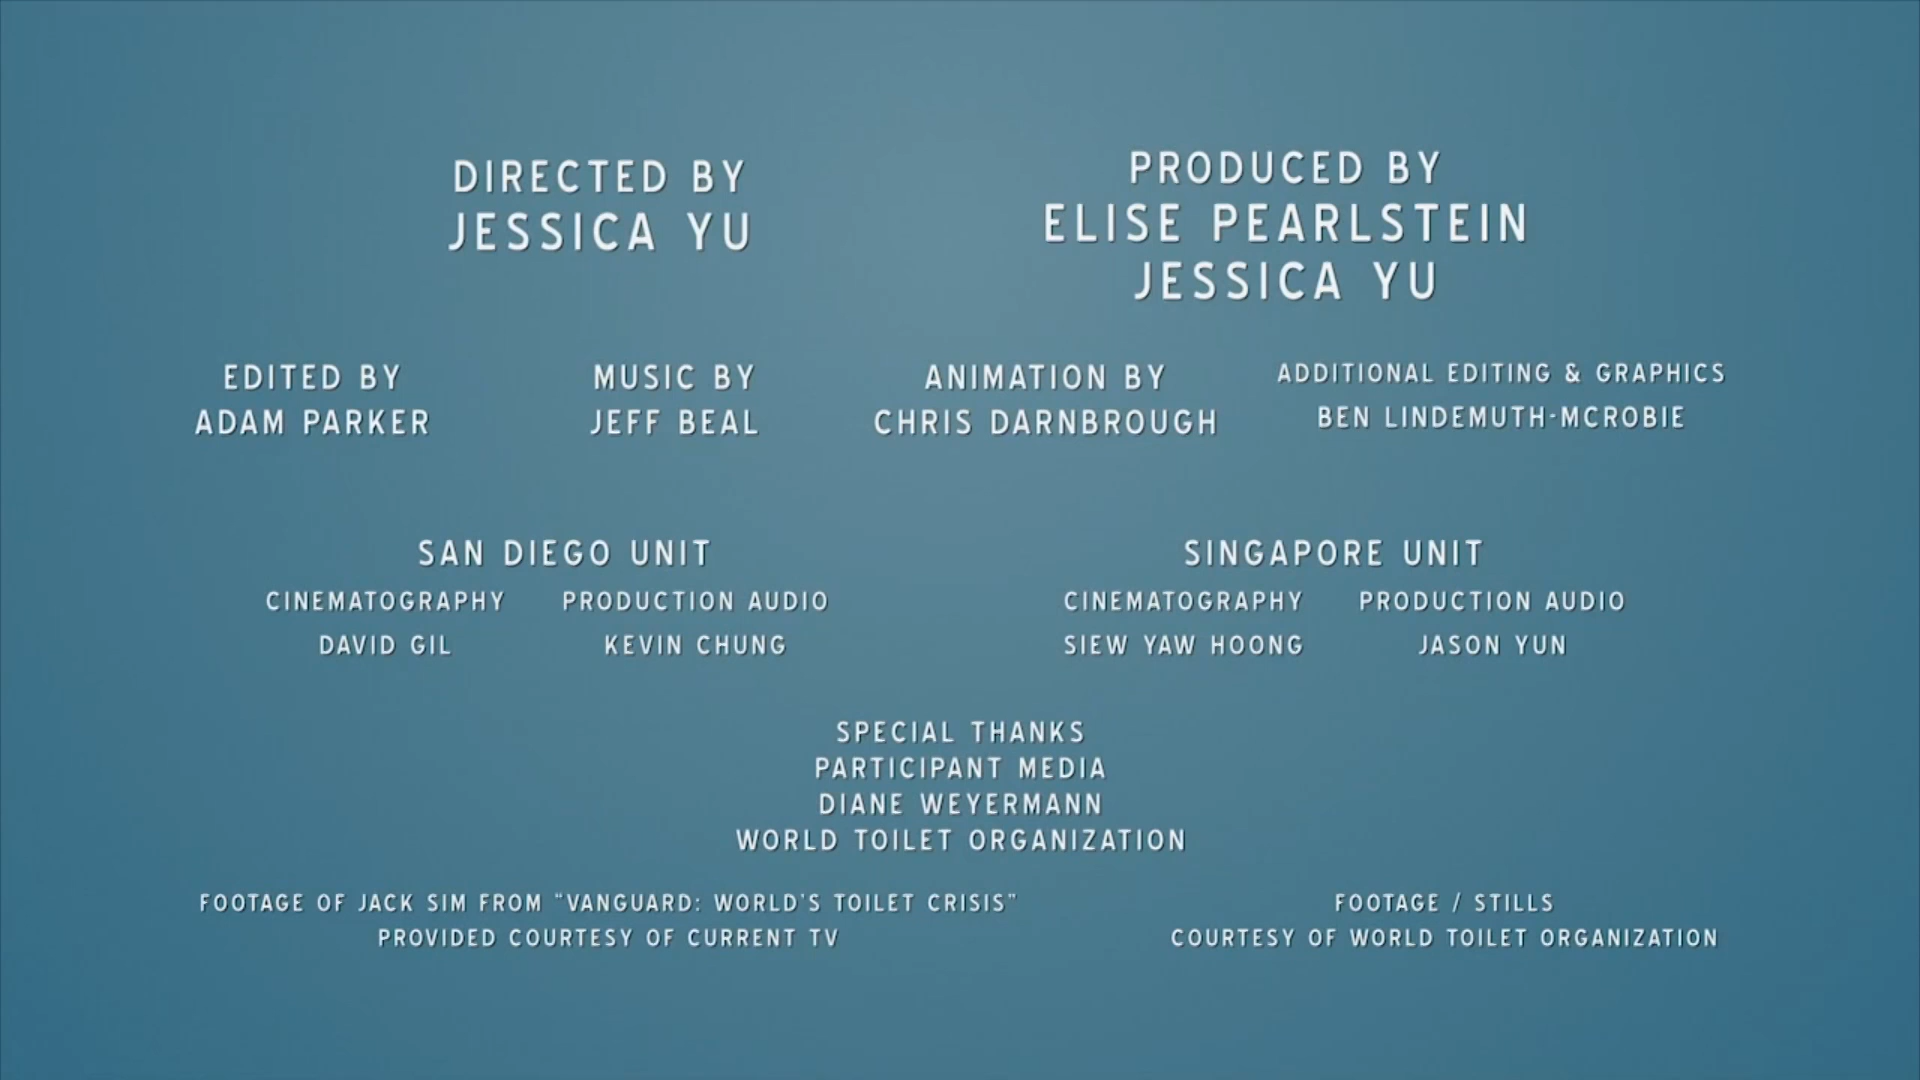 DIRECTED BY
JESSICA YU
PRODUCED BY
ELISE PEARLSTEIN
JESSICA YU
EDITED BY
ADAM PARKER
MUSIC BY
JEFF BEAL
ANIMATION BY
CHRIS DARNBROUGH
ADDITIONAL EDITING & GRAPHICS
BEN LINDEMUTH-MCROBIE
SAN DIEGO UNIT
CINEMATOGRAPHY
DAVID GIL
PRODUCTION AUDIO
KEVIN CHUNG
SINGAPORE UNIT
CINEMATOGRAPHY
SIEW YAW HOONG
PRODUCTION AUDIO
JASON YUN
SPECIAL THANKS
PARTICIPANT MEDIA
DIANE WEYERMANN
WORLD TOILET ORGANIZATION
FOOTAGE OF JACK SIM FROM “VANGUARD: WORLD'S TOILET CRISIS”
PROVIDED COURTESY OF CURRENT TV
FOOTAGE / STILLS
COURTESY OF WORLD TOILET ORGANIZATION